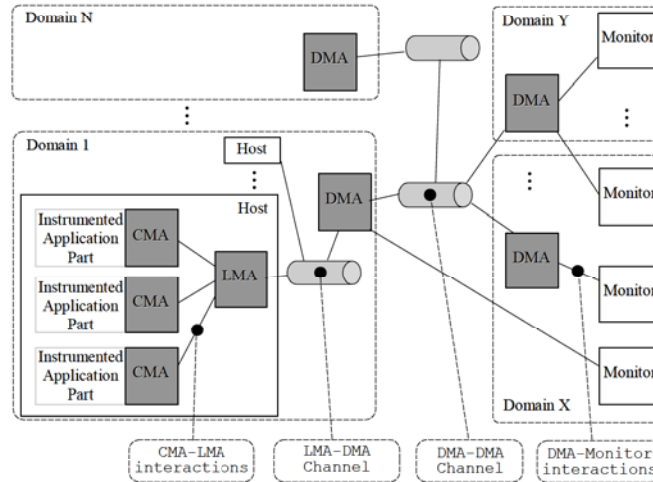 Domain N
DMA
Domain Y
Monitor
DMA
Domain 1
Host
Host
Instrumented
Application
Part
CMA
LMA
DMA
Instrumented
Application
Part
CMA
Instrumented
Application
Part
CMA
Monitor
DMA
Monitor
Monitor
Domain X
CMA-LMA
interactions
LMA-DMA
Channel
DMA-DMA
Channel
DMA-Monitor
interactions